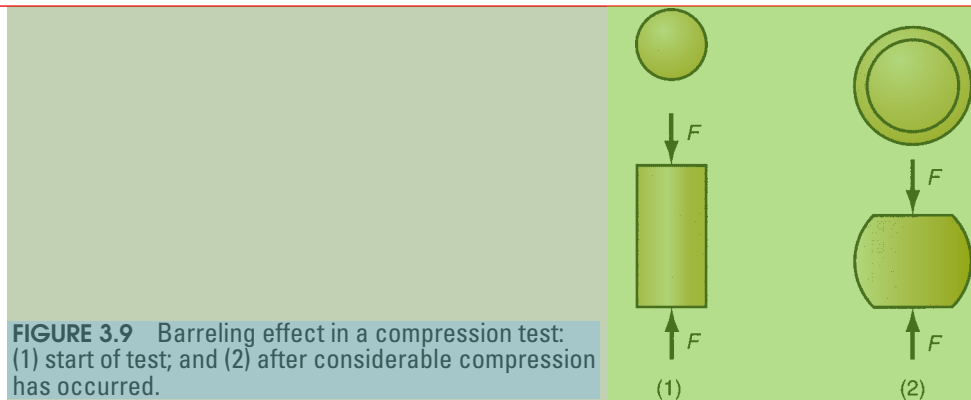 FIGURE 3.9 Barreling effect in a compression test:
(1) start of test; and (2) after considerable compression
has occurred.
F
F
F
F
(1)
(2)